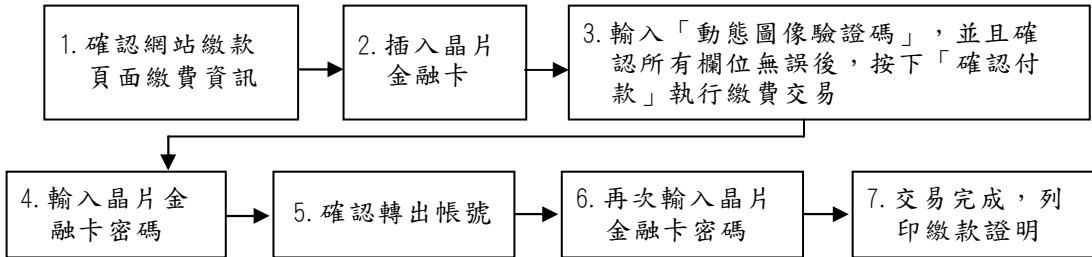 1.確認網站繳款
頁面繳費資訊
2.插入晶片
金融卡
3.輸入「動態圖像驗證碼」，並且確
認所有欄位無誤後，按下「確認付
款」執行繳費交易
4.輸入晶片金
融卡密碼
5.確認轉出帳號
6.再次輸入晶片
金融卡密碼
7.交易完成，列
印繳款證明